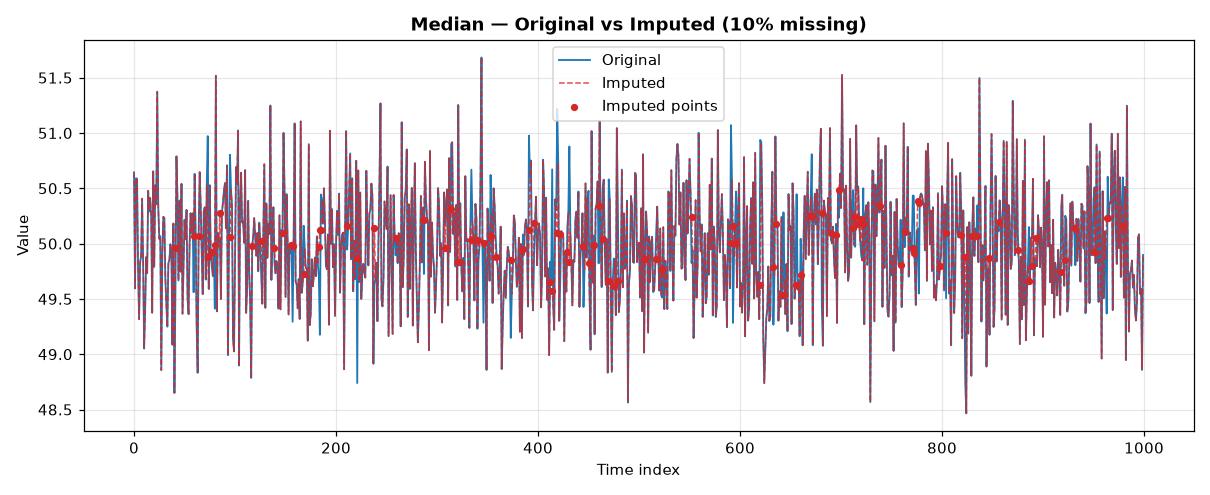 Median — Original vs Imputed (10% missing)
Original
Imputed
Imputed points
Value
51.5
51.0
50.5
50.0
49.5
49.0
48.5
0 200 400 600 800 1000
Time index